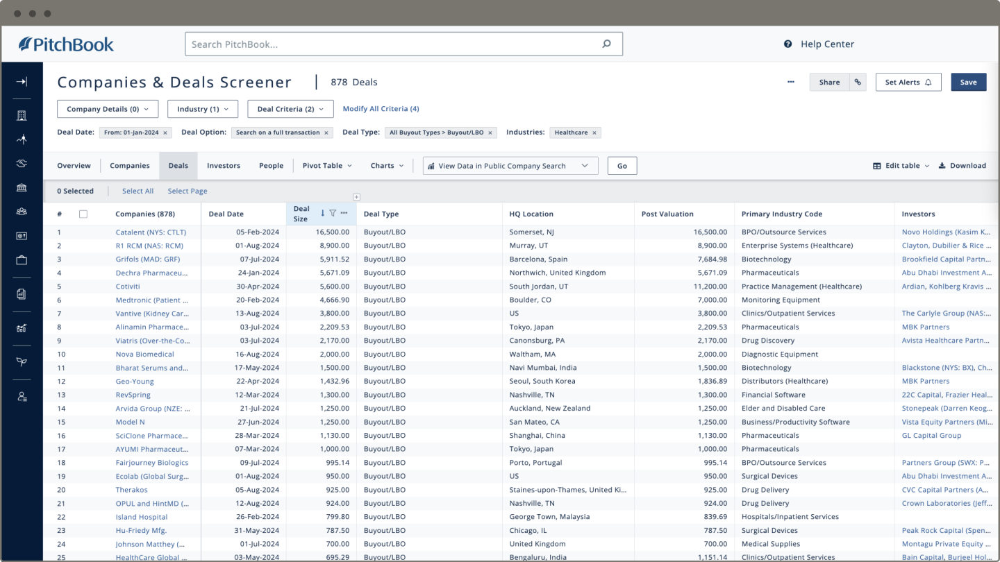 PitchBook
Search PitchBook...
Help Center
Companies & Deals Screener 878 Deals
Share Set Alerts Save
Company Details (0) Industry (1) Deal Criteria (2) Modify All Criteria (4)
Deal Date: From: 01-Jan-2024 × Deal Option: Search on a full transaction × Deal Type: All Buyout Types > Buyout/LBO × Industries: Healthcare ×
Overview Companies Deals Investors People Pivot Table Charts View Data in Public Company Search Go Edit table Download
0 Selected Select All Select Page
# Companies (878) Deal Date Deal Size Deal Type HQ Location Post Valuation Primary Industry Code Investors
1 Catalent (NYS: CTLT) 05-Feb-2024 16,500.00 Buyout/LBO Somerset, NJ 16,500.00 BPO/Outsource Services Novo Holdings (Kasim K...
2 R1 RCM (NAS: RCM) 01-Aug-2024 8,900.00 Buyout/LBO Murray, UT 8,900.00 Enterprise Systems (Healthcare) Clayton, Dubilier & Rice ...
3 Grifols (MAD: GRF) 07-Jul-2024 5,911.52 Buyout/LBO Barcelona, Spain 7,684.98 Biotechnology Brookfield Capital Partn...
4 Dechra Pharmaceu... 24-Jan-2024 5,671.09 Buyout/LBO Northwich, United Kingdom 5,671.09 Pharmaceuticals Abu Dhabi Investment A...
5 Cotiviti 30-Apr-2024 5,600.00 Buyout/LBO South Jordan, UT 11,200.00 Practice Management (Healthcare) Ardian, Kohlberg Kravis ...
6 Medtronic (Patient ... 20-Feb-2024 4,666.90 Buyout/LBO Boulder, CO 7,000.00 Monitoring Equipment
7 Vantive (Kidney Car... 13-Aug-2024 3,800.00 Buyout/LBO US 3,800.00 Clinics/Outpatient Services The Carlyle Group (NAS:...
8 Alinamin Pharmace... 03-Jul-2024 2,209.53 Buyout/LBO Tokyo, Japan 2,209.53 Pharmaceuticals MBK Partners
9 Viatris (Over-the-Co... 03-Jul-2024 2,170.00 Buyout/LBO Canonsburg, PA 2,170.00 Drug Discovery Avista Healthcare Partn...
10 Nova Biomedical 16-Aug-2024 2,000.00 Buyout/LBO Waltham, MA 2,000.00 Diagnostic Equipment
11 Bharat Serums and... 17-May-2024 1,500.00 Buyout/LBO Navi Mumbai, India 1,500.00 Biotechnology Blackstone (NYS: BX), Ch...
12 Geo-Young 22-Apr-2024 1,432.96 Buyout/LBO Seoul, South Korea 1,836.89 Distributors (Healthcare) MBK Partners
13 RevSpring 12-Mar-2024 1,300.00 Buyout/LBO Nashville, TN 1,300.00 Financial Software 22C Capital, Frazier Heal...
14 Arvida Group (NZE: ... 21-Jul-2024 1,250.00 Buyout/LBO Auckland, New Zealand 1,250.00 Elder and Disabled Care Stonepeak (Darren Keog...
15 Model N 27-Jun-2024 1,250.00 Buyout/LBO San Mateo, CA 1,250.00 Business/Productivity Software Vista Equity Partners (Mi...
16 SciClone Pharmace... 28-Mar-2024 1,130.00 Buyout/LBO Shanghai, China 1,130.00 Pharmaceuticals GL Capital Group
17 AYUMI Pharmaceut... 07-Mar-2024 1,000.00 Buyout/LBO Tokyo, Japan 1,000.00 Pharmaceuticals
18 Fairjourney Biologics 09-Jul-2024 995.14 Buyout/LBO Porto, Portugal 995.14 BPO/Outsource Services Partners Group (SWX: P...
19 Ecolab (Global Surg... 01-Aug-2024 950.00 Buyout/LBO US 950.00 Surgical Devices Abu Dhabi Investment A...
20 Therakos 05-Aug-2024 925.00 Buyout/LBO Staines-upon-Thames, United Ki... 925.00 Drug Delivery CVC Capital Partners (A...
21 OPUL and HintMD (... 12-Aug-2024 924.00 Buyout/LBO Nashville, TN 924.00 Drug Delivery Crown Laboratories (Jeff...
22 Island Hospital 26-Feb-2024 799.80 Buyout/LBO George Town, Malaysia 839.69 Hospitals/Inpatient Services
23 Hu-Friedy Mfg. 31-May-2024 787.50 Buyout/LBO Chicago, IL 787.50 Surgical Devices Peak Rock Capital (Spen...
24 Johnson Matthey (... 01-Jul-2024 700.00 Buyout/LBO United Kingdom 700.00 Medical Supplies Montagu Private Equity ...
25 HealthCare Global ... 03-May-2024 695.29 Buyout/LBO Bengaluru, India 1,151.14 Clinics/Outpatient Services Bain Capital, Burjeel Hol...